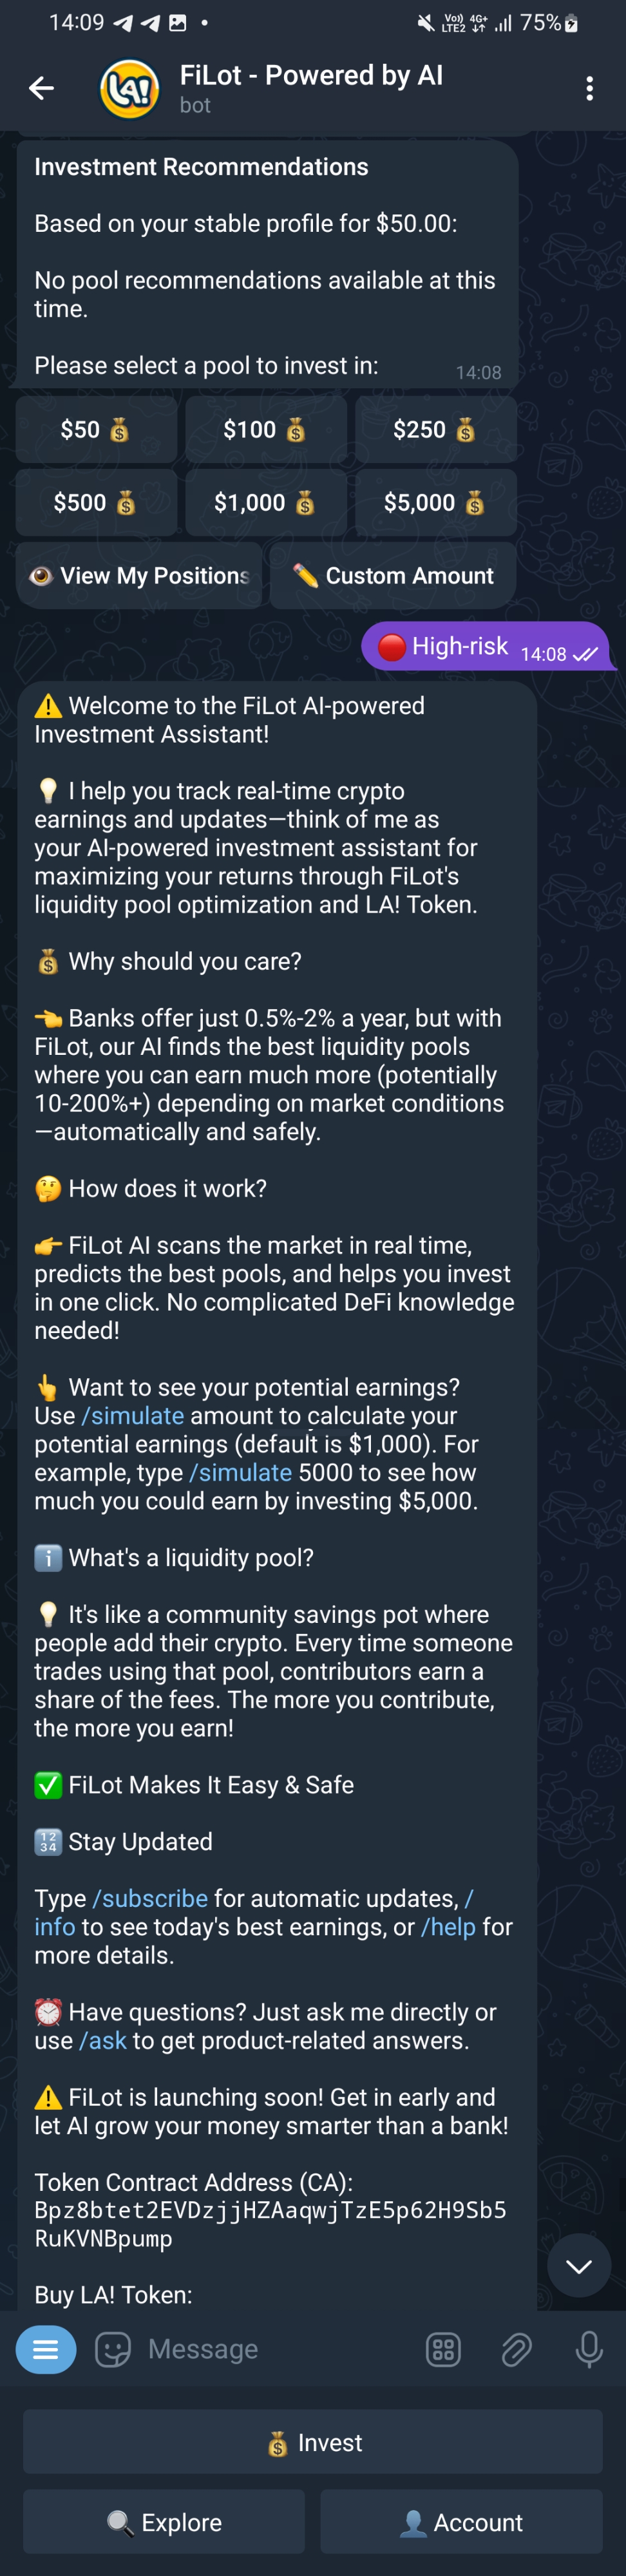 14:09
Vo)) LTE2 4G+ 75%
LA!
FiLot - Powered by AI
bot
Investment Recommendations
Based on your stable profile for $50.00:
No pool recommendations available at this
time.
Please select a pool to invest in:
14:08
$50 💰 $100 💰 $250 💰
$500 💰 $1,000 💰 $5,000 💰
👁️ View My Positions ✏️ Custom Amount
🔴 High-risk 14:08
⚠️ Welcome to the FiLot AI-powered
Investment Assistant!
💡 I help you track real-time crypto
earnings and updates—think of me as
your AI-powered investment assistant for
maximizing your returns through FiLot's
liquidity pool optimization and LA! Token.
💰 Why should you care?
👈 Banks offer just 0.5%-2% a year, but with
FiLot, our AI finds the best liquidity pools
where you can earn much more (potentially
10-200%+) depending on market conditions
—automatically and safely.
🤔 How does it work?
👉 FiLot AI scans the market in real time,
predicts the best pools, and helps you invest
in one click. No complicated DeFi knowledge
needed!
👆 Want to see your potential earnings?
Use /simulate amount to calculate your
potential earnings (default is $1,000). For
example, type /simulate 5000 to see how
much you could earn by investing $5,000.
ℹ️ What's a liquidity pool?
💡 It's like a community savings pot where
people add their crypto. Every time someone
trades using that pool, contributors earn a
share of the fees. The more you contribute,
the more you earn!
✅ FiLot Makes It Easy & Safe
🔢 Stay Updated
Type /subscribe for automatic updates, /
info to see today's best earnings, or /help for
more details.
⏰ Have questions? Just ask me directly or
use /ask to get product-related answers.
⚠️ FiLot is launching soon! Get in early and
let AI grow your money smarter than a bank!
Token Contract Address (CA):
Bpz8btet2EVDzjjHZAaqwjTzE5p62H9Sb5
RuKVNBpump
Buy LA! Token:
Message
💰 Invest
🔍 Explore 👤 Account